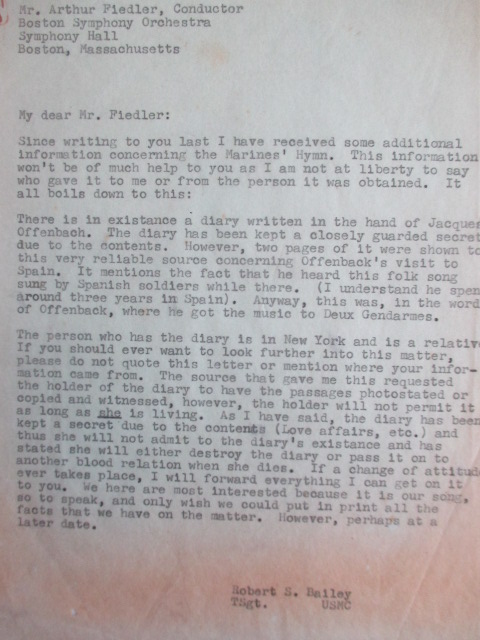 Mr. Arthur Fiedler, Conductor
Boston Symphony Orchestra
Symphony Hall
Boston, Massachusetts
My dear Mr. Fiedler:
Since writing to you last I have received some additional
information concerning the Marines' Hymn. This information
won't be of much help to you as I am not at liberty to say
who gave it to me or from the person it was obtained. It
all boils down to this:
There is in existance a diary written in the hand of Jacques
Offenbach. The diary has been kept a closely guarded secret
due to the contents. However, two pages of it were shown to
this very reliable source concerning Offenback's visit to
Spain. It mentions the fact that he heard this folk song
sung by Spanish soldiers while there. (I understand he spen
around three years in Spain). Anyway, this was, in the word
of Offenback, where he got the music to Deux Gendarmes.
The person who has the diary is in New York and is a relative
If you should ever want to look further into this matter,
please do not quote this letter or mention where your infor-
mation came from. The source that gave me this requested
the holder of the diary to have the passages photostated or
copied and witnessed, however, the holder will not permit it
as long as she is living. As I have said, the diary has been
kept a secret due to the contents (Love affairs, etc.) and
thus she will not admit to the diary's existance and has
stated she will either destroy the diary or pass it on to
another blood relation when she dies. If a change of attitude
ever takes place, I will forward everything I can get on it
to you. We here are most interested because it is our song,
so to speak, and only wish we could put in print all the
facts that we have on the matter. However, perhaps at a
later date.
Robert S. Bailey
TSgt. USMC